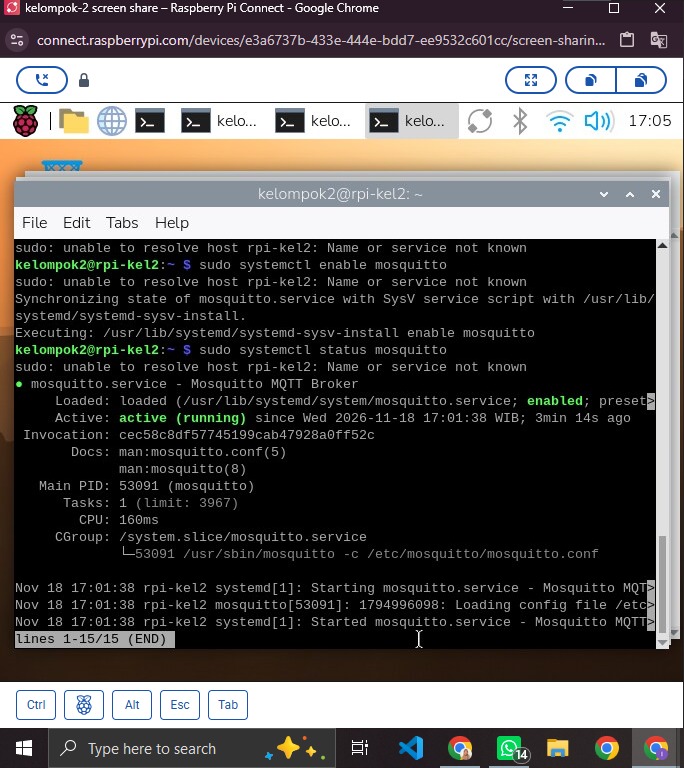 kelompok-2 screen share – Raspberry Pi Connect - Google Chrome
connect.raspberrypi.com/devices/e3a6737b-433e-444e-bdd7-ee9532c601cc/screen-sharin...
kelo... kelo... kelo... 17:05
kelompok2@rpi-kel2: ~
File Edit Tabs Help
sudo: unable to resolve host rpi-kel2: Name or service not known
kelompok2@rpi-kel2:~ $ sudo systemctl enable mosquitto
sudo: unable to resolve host rpi-kel2: Name or service not known
Synchronizing state of mosquitto.service with SysV service script with /usr/lib/
systemd/systemd-sysv-install.
Executing: /usr/lib/systemd/systemd-sysv-install enable mosquitto
kelompok2@rpi-kel2:~ $ sudo systemctl status mosquitto
sudo: unable to resolve host rpi-kel2: Name or service not known
● mosquitto.service - Mosquitto MQTT Broker
Loaded: loaded (/usr/lib/systemd/system/mosquitto.service; enabled; preset>
Active: active (running) since Wed 2026-11-18 17:01:38 WIB; 3min 14s ago
Invocation: cec58c8df57745199cab47928a0ff52c
Docs: man:mosquitto.conf(5)
man:mosquitto(8)
Main PID: 53091 (mosquitto)
Tasks: 1 (limit: 3967)
CPU: 160ms
CGroup: /system.slice/mosquitto.service
└─53091 /usr/sbin/mosquitto -c /etc/mosquitto/mosquitto.conf
Nov 18 17:01:38 rpi-kel2 systemd[1]: Starting mosquitto.service - Mosquitto MQT>
Nov 18 17:01:38 rpi-kel2 mosquitto[53091]: 1794996098: Loading config file /etc>
Nov 18 17:01:38 rpi-kel2 systemd[1]: Started mosquitto.service - Mosquitto MQTT>
lines 1-15/15 (END)
Ctrl Alt Esc Tab
Type here to search 14